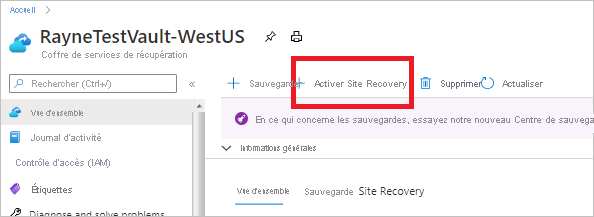 Accueil >
RayneTestVault-WestUS
Coffre de services de récupération
Rechercher (Ctrl+/)
«
+ Sauvegarde + Activer Site Recovery Supprimer Actualiser
Vue d'ensemble
Journal d'activité
En ce qui concerne les sauvegardes, essayez notre nouveau Centre de sauvega
Contrôle d'accès (IAM)
Informations générales
Étiquettes
Vue d'ensemble Sauvegarde Site Recovery
Diagnose and solve problems